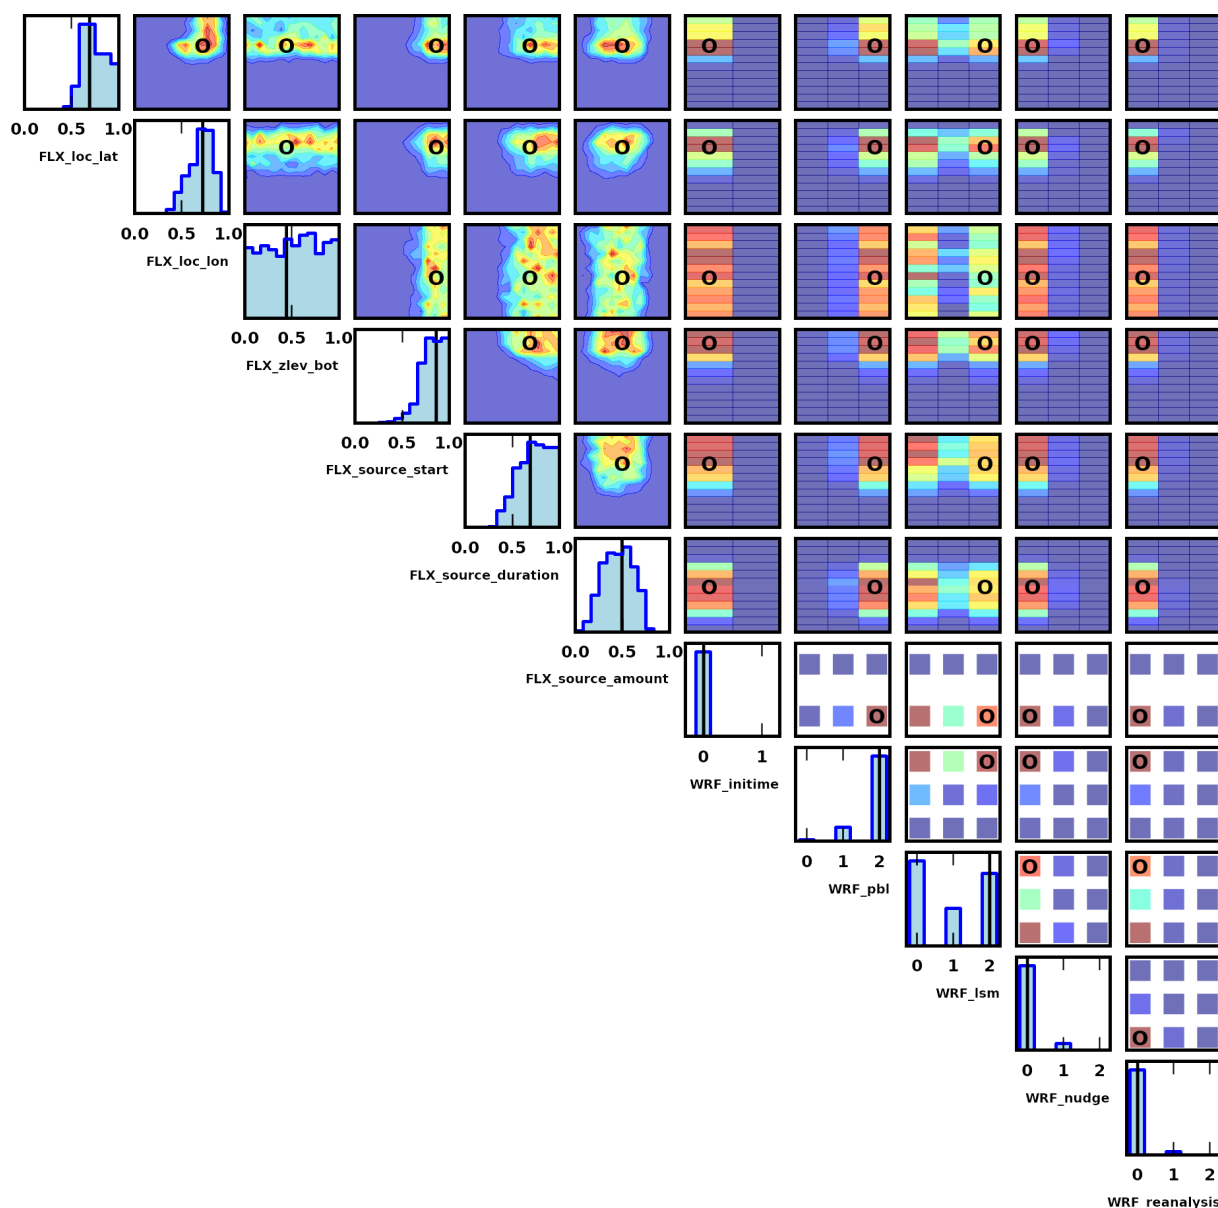 O O O O O O O O O O
0.0 0.5 1.0 O O O O O O O O O
FLX_loc_lat
0.0 0.5 1.0 O O O O O O O O
FLX_loc_lon
0.0 0.5 1.0 O O O O O O O
FLX_zlev_bot
0.0 0.5 1.0 O O O O O O
FLX_source_start
0.0 0.5 1.0 O O O O O
FLX_source_duration
0.0 0.5 1.0 0 1 O O O O
FLX_source_amount
WRF_initime
O O O
0 1 2
WRF_pbl
O O
0 1 2
WRF_lsm
O
0 1 2
WRF_nudge
0 1 2
WRF_reanalysis